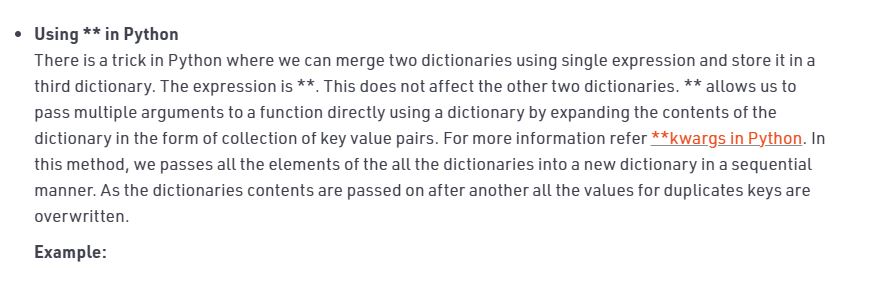 • Using ** in Python
There is a trick in Python where we can merge two dictionaries using single expression and store it in a
third dictionary. The expression is **. This does not affect the other two dictionaries. ** allows us to
pass multiple arguments to a function directly using a dictionary by expanding the contents of the
dictionary in the form of collection of key value pairs. For more information refer **kwargs in Python. In
this method, we passes all the elements of the all the dictionaries into a new dictionary in a sequential
manner. As the dictionaries contents are passed on after another all the values for duplicates keys are
overwritten.
Example: